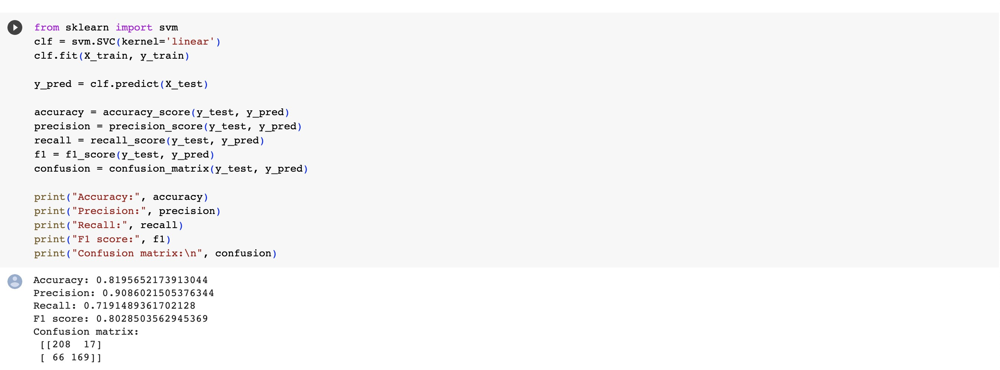 from sklearn import svm
clf = svm.SVC(kernel='linear')
clf.fit(X_train, y_train)
y_pred = clf.predict(X_test)
accuracy = accuracy_score(y_test, y_pred)
precision = precision_score(y_test, y_pred)
recall = recall_score(y_test, y_pred)
f1 = f1_score(y_test, y_pred)
confusion = confusion_matrix(y_test, y_pred)
print("Accuracy:", accuracy)
print("Precision:", precision)
print("Recall:", recall)
print("F1 score:", f1)
print("Confusion matrix:\n", confusion)
Accuracy: 0.8195652173913044
Precision: 0.9086021505376344
Recall: 0.7191489361702128
F1 score: 0.8028503562945369
Confusion matrix:
[[208  17]
[ 66 169]]